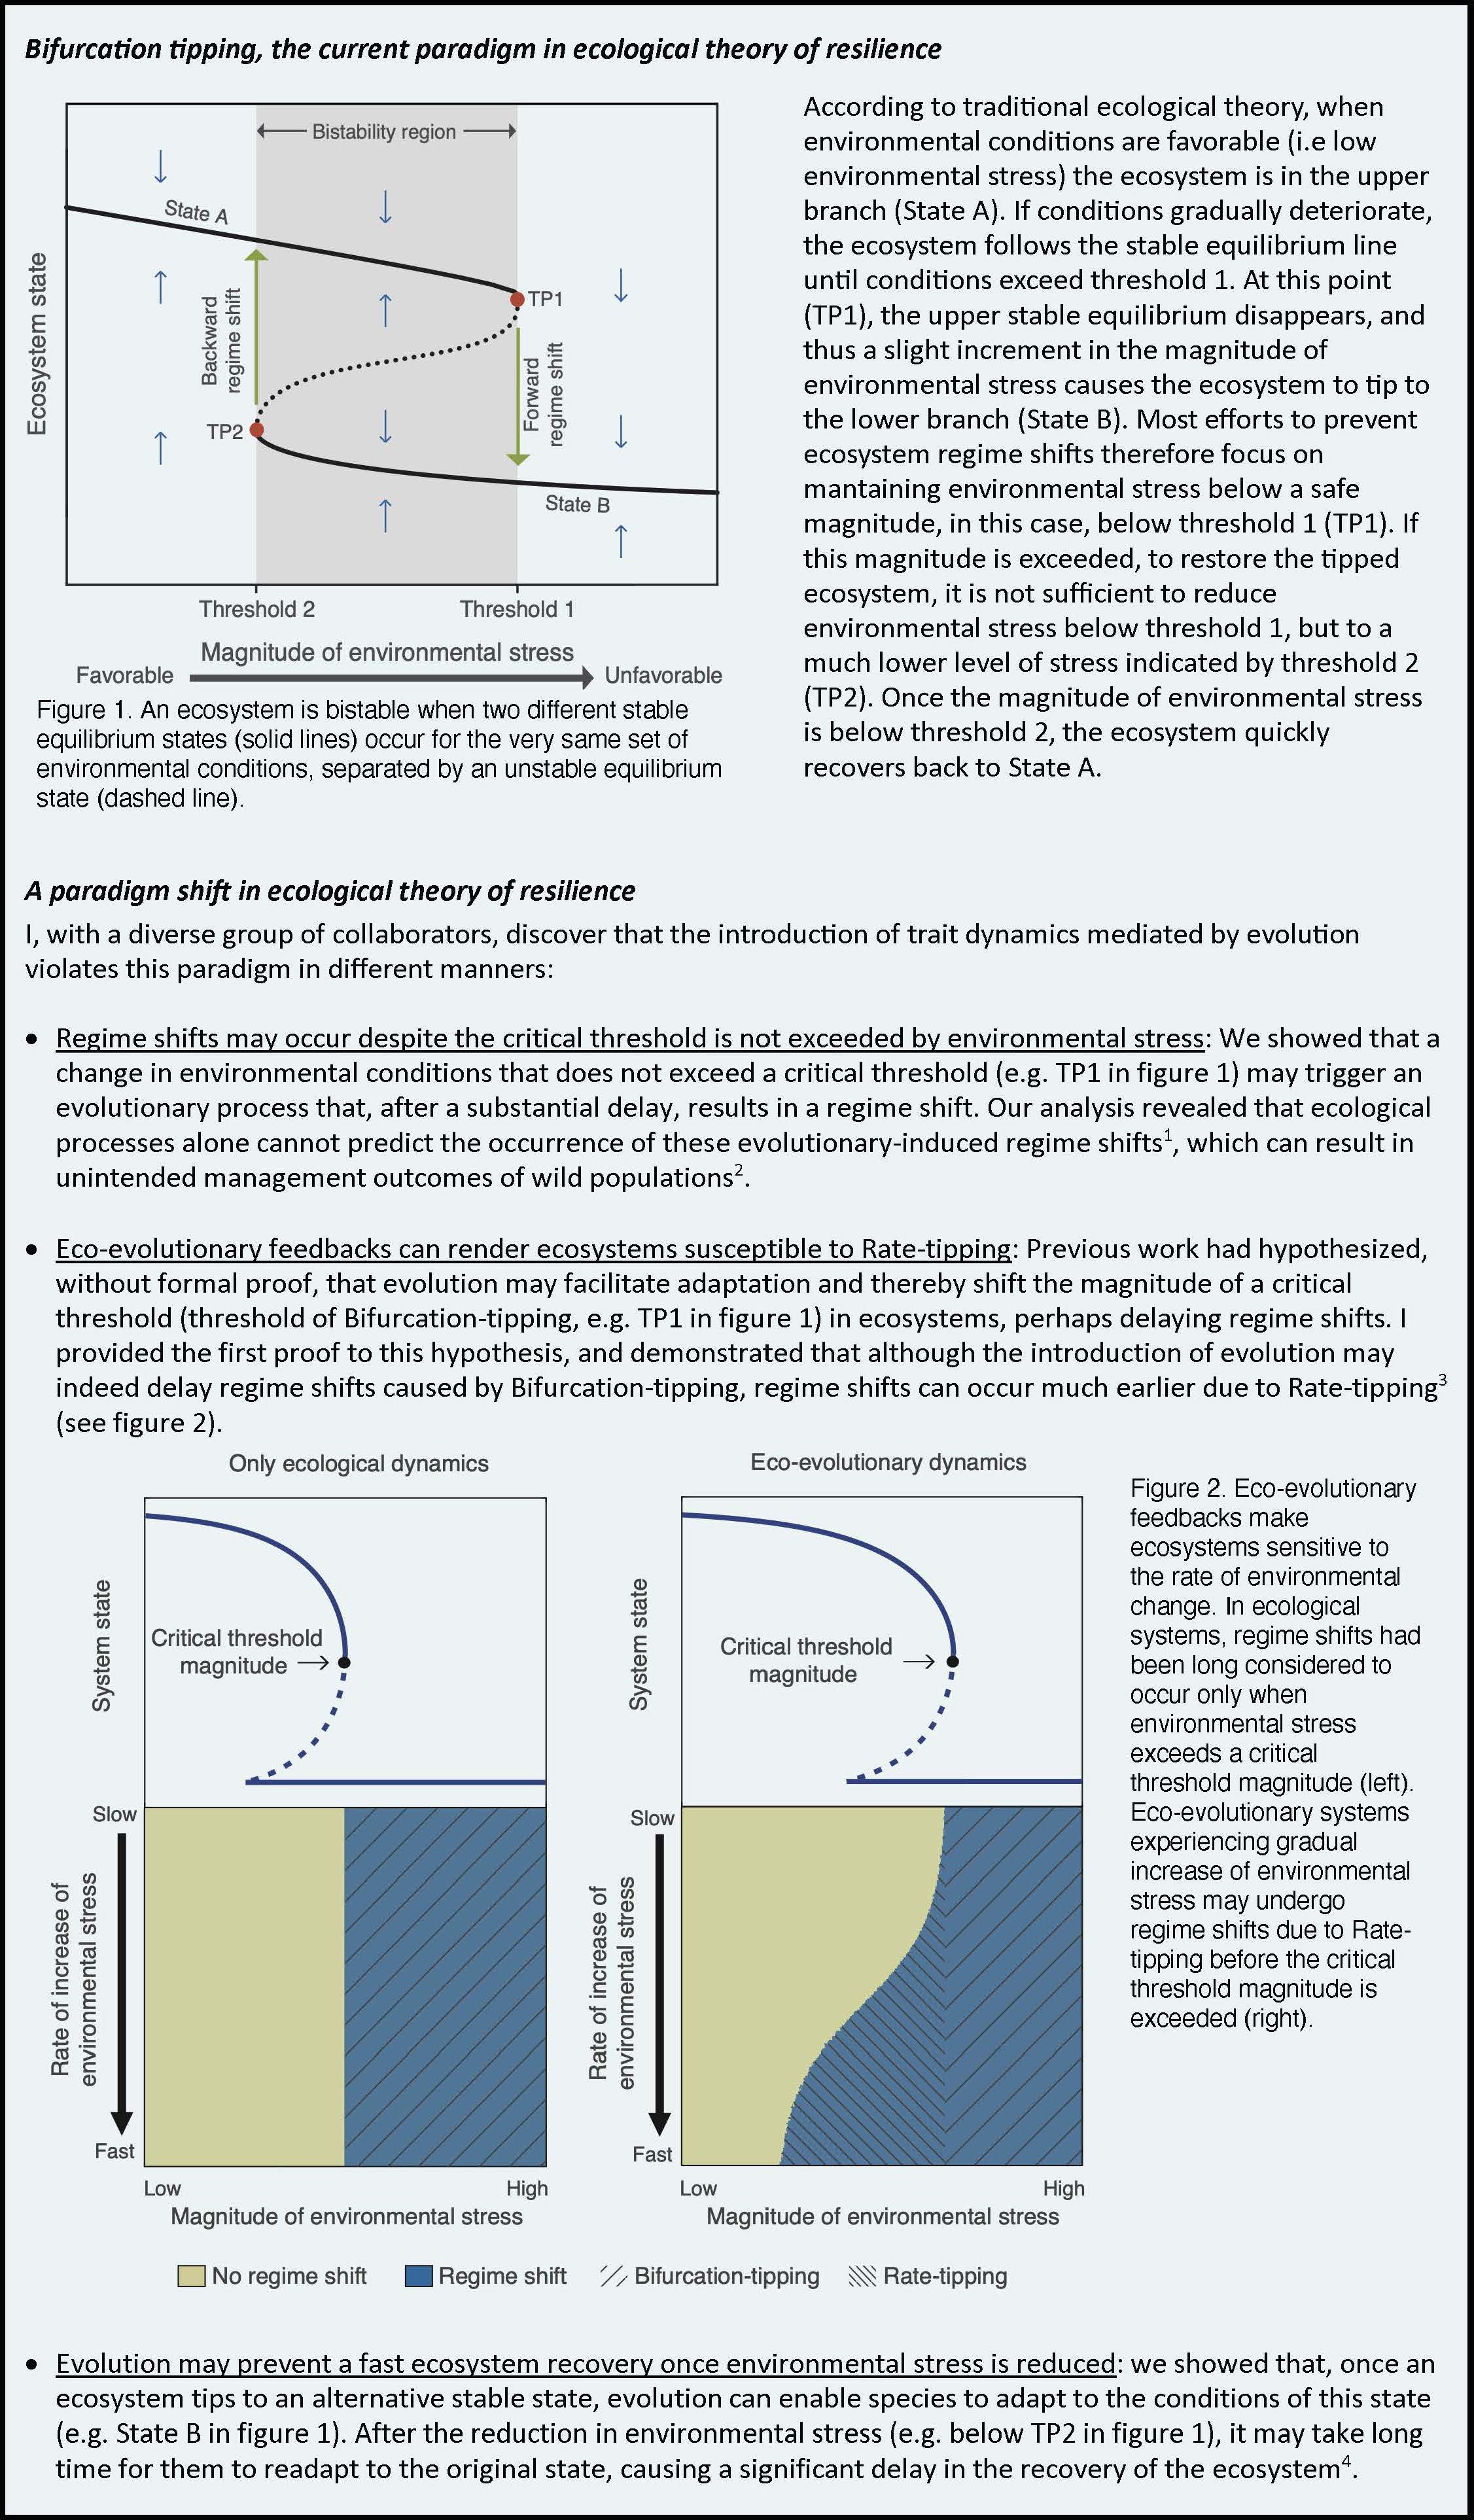 Bifurcation tipping, the current paradigm in ecological theory of resilience
Bistability region
State A
TP1
Backward
regime shift
Forward
regime shift
TP2
State B
Ecosystem state
Threshold 2
Threshold 1
Magnitude of environmental stress
Favorable
Unfavorable
Figure 1. An ecosystem is bistable when two different stable
equilibrium states (solid lines) occur for the very same set of
environmental conditions, separated by an unstable equilibrium
state (dashed line).
According to traditional ecological theory, when
environmental conditions are favorable (i.e low
environmental stress) the ecosystem is in the upper
branch (State A). If conditions gradually deteriorate,
the ecosystem follows the stable equilibrium line
until conditions exceed threshold 1. At this point
(TP1), the upper stable equilibrium disappears, and
thus a slight increment in the magnitude of
environmental stress causes the ecosystem to tip to
the lower branch (State B). Most efforts to prevent
ecosystem regime shifts therefore focus on
mantaining environmental stress below a safe
magnitude, in this case, below threshold 1 (TP1). If
this magnitude is exceeded, to restore the tipped
ecosystem, it is not sufficient to reduce
environmental stress below threshold 1, but to a
much lower level of stress indicated by threshold 2
(TP2). Once the magnitude of environmental stress
is below threshold 2, the ecosystem quickly
recovers back to State A.
A paradigm shift in ecological theory of resilience
I, with a diverse group of collaborators, discover that the introduction of trait dynamics mediated by evolution
violates this paradigm in different manners:
• Regime shifts may occur despite the critical threshold is not exceeded by environmental stress: We showed that a
change in environmental conditions that does not exceed a critical threshold (e.g. TP1 in figure 1) may trigger an
evolutionary process that, after a substantial delay, results in a regime shift. Our analysis revealed that ecological
processes alone cannot predict the occurrence of these evolutionary-induced regime shifts1, which can result in
unintended management outcomes of wild populations2.
• Eco-evolutionary feedbacks can render ecosystems susceptible to Rate-tipping: Previous work had hypothesized,
without formal proof, that evolution may facilitate adaptation and thereby shift the magnitude of a critical
threshold (threshold of Bifurcation-tipping, e.g. TP1 in figure 1) in ecosystems, perhaps delaying regime shifts. I
provided the first proof to this hypothesis, and demonstrated that although the introduction of evolution may
indeed delay regime shifts caused by Bifurcation-tipping, regime shifts can occur much earlier due to Rate-tipping3
(see figure 2).
Only ecological dynamics
System state
Critical threshold
magnitude
Slow
Rate of increase of
environmental stress
Fast
Low
High
Magnitude of environmental stress
Eco-evolutionary dynamics
System state
Critical threshold
magnitude
Slow
Rate of increase of
environmental stress
Fast
Low
High
Magnitude of environmental stress
No regime shift
Regime shift
Bifurcation-tipping
Rate-tipping
Figure 2. Eco-evolutionary
feedbacks make
ecosystems sensitive to
the rate of environmental
change. In ecological
systems, regime shifts had
been long considered to
occur only when
environmental stress
exceeds a critical
threshold magnitude (left).
Eco-evolutionary systems
experiencing gradual
increase of environmental
stress may undergo
regime shifts due to Rate-
tipping before the critical
threshold magnitude is
exceeded (right).
• Evolution may prevent a fast ecosystem recovery once environmental stress is reduced: we showed that, once an
ecosystem tips to an alternative stable state, evolution can enable species to adapt to the conditions of this state
(e.g. State B in figure 1). After the reduction in environmental stress (e.g. below TP2 in figure 1), it may take long
time for them to readapt to the original state, causing a significant delay in the recovery of the ecosystem4.